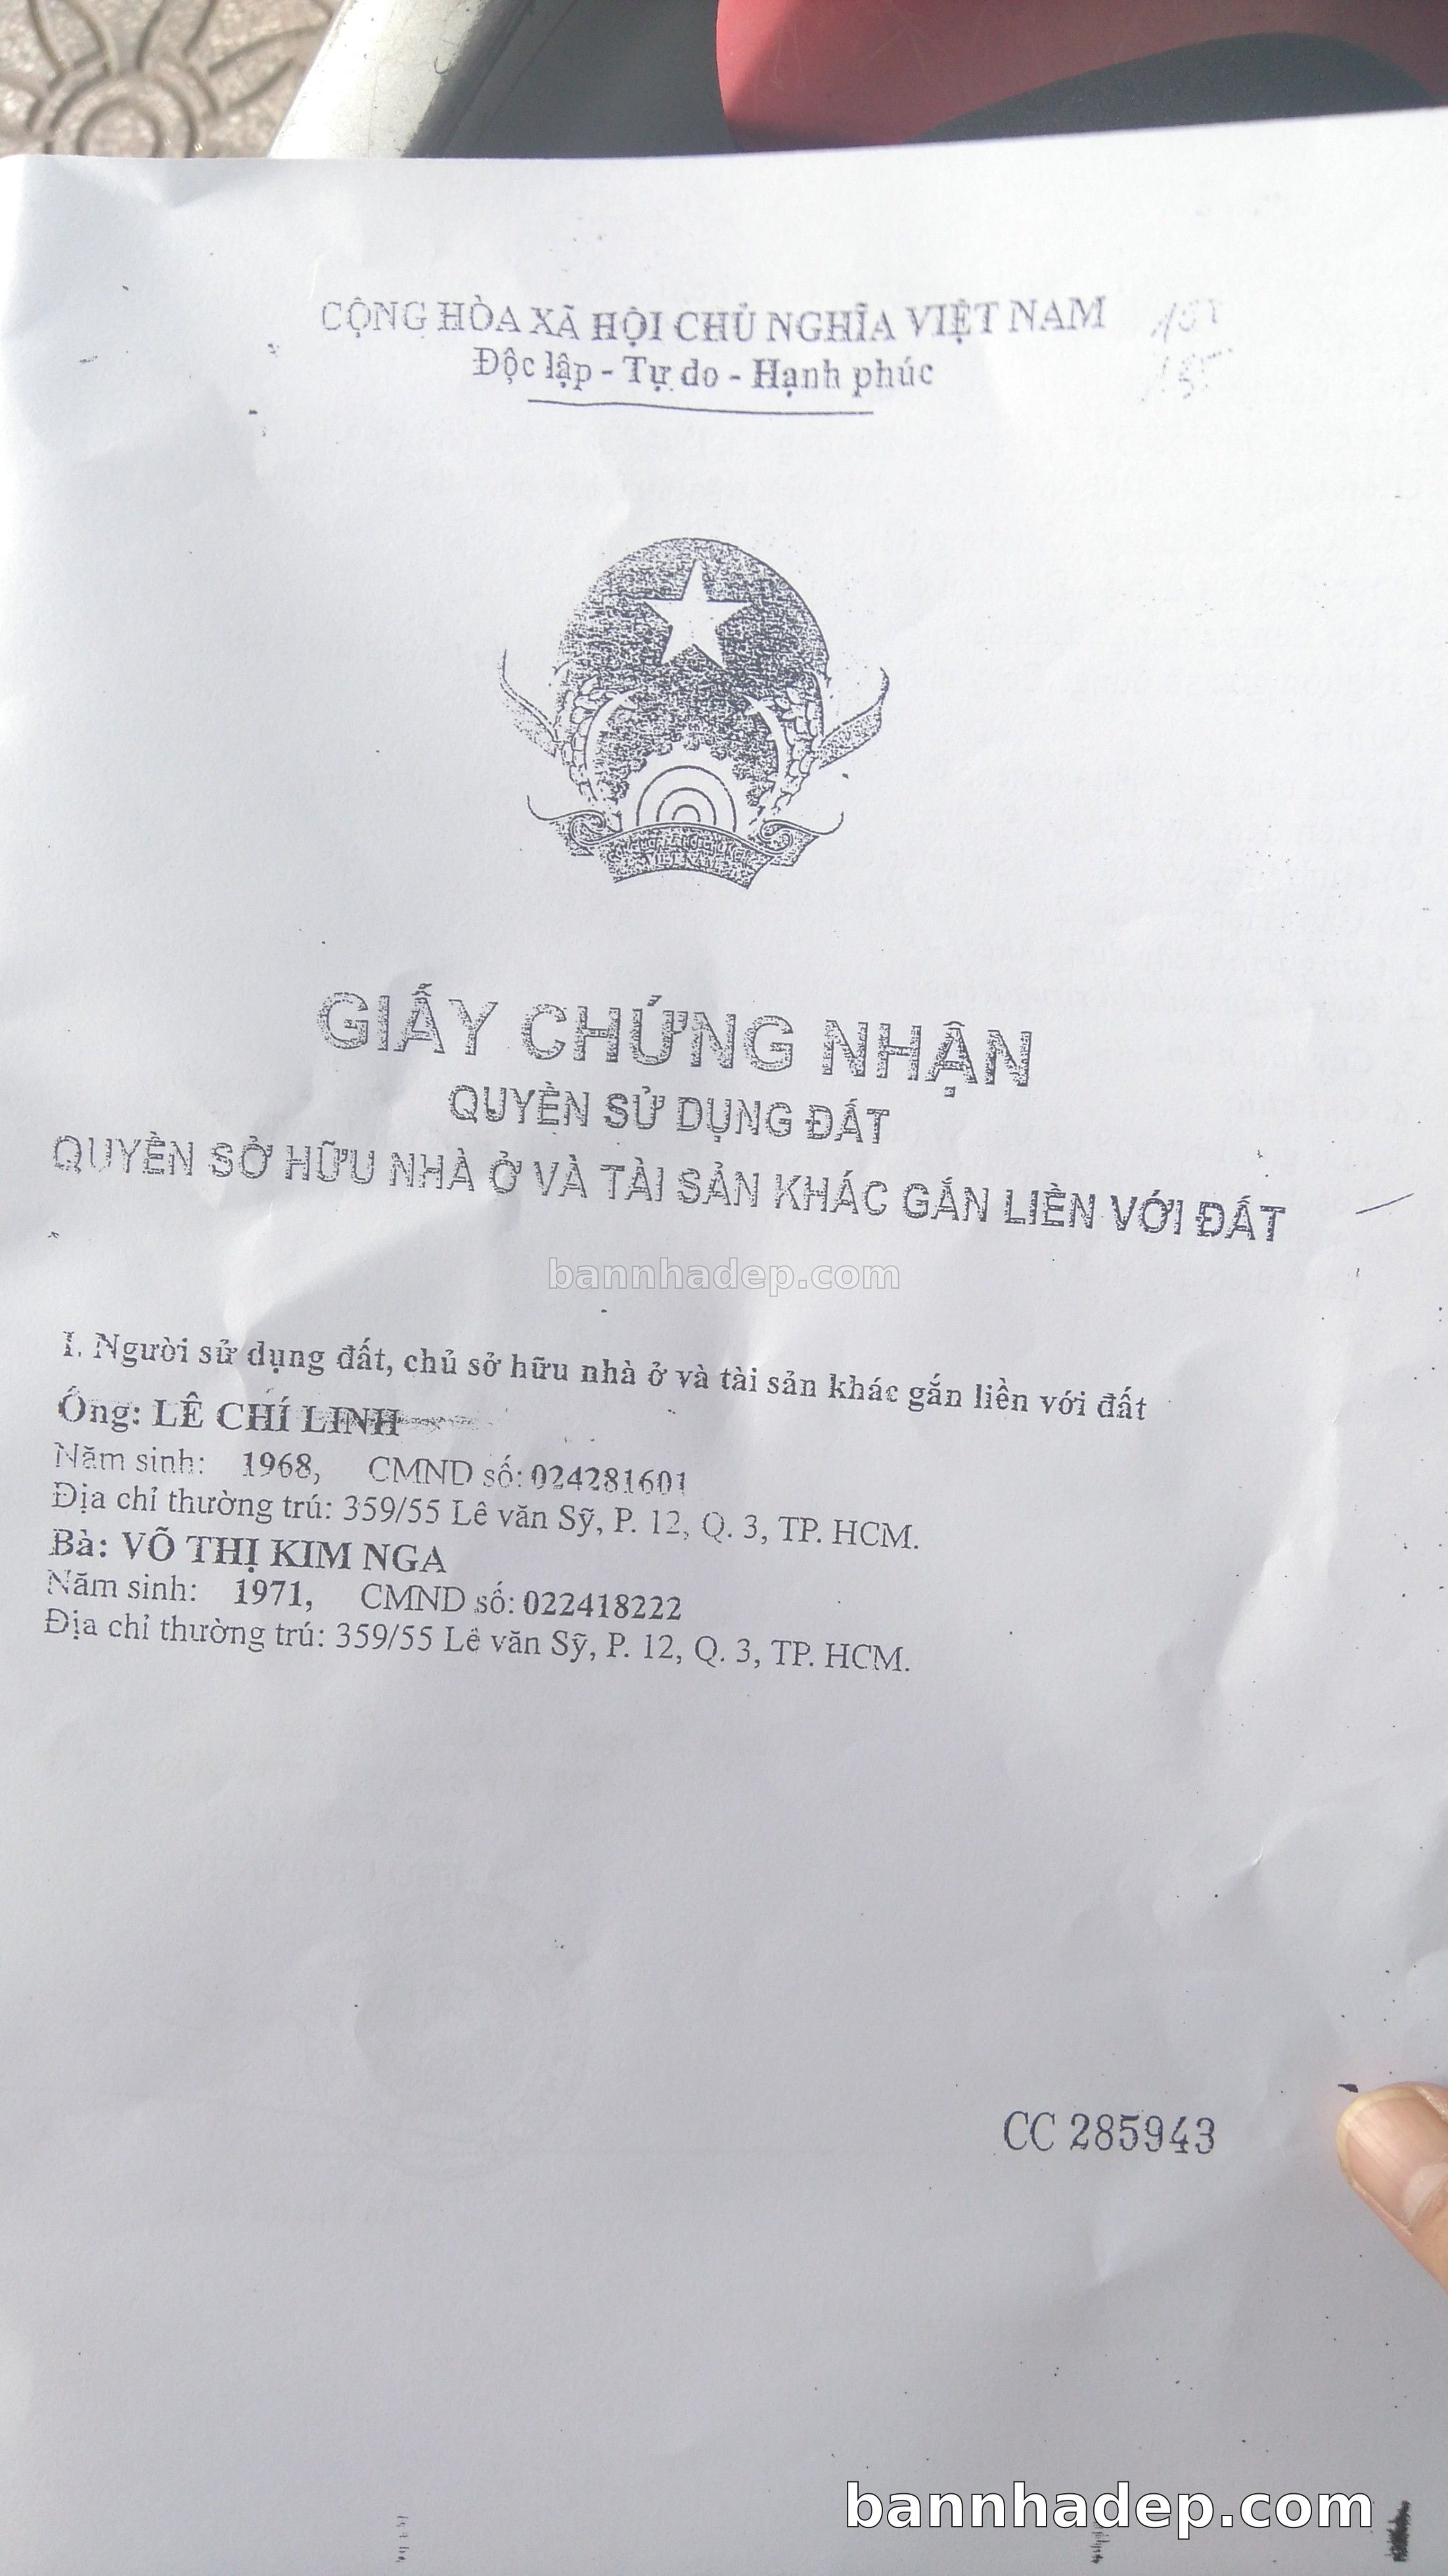 CỘNG HÒA XÃ HỘI CHỦ NGHĨA VIỆT NAM
Độc lập - Tự do - Hạnh phúc
GIẤY CHỨNG NHẬN
QUYỀN SỬ DỤNG ĐẤT
QUYỀN SỞ HỮU NHÀ Ở VÀ TÀI SẢN KHÁC GẮN LIỀN VỚI ĐẤT
bannhadep.com
I. Người sử dụng đất, chủ sở hữu nhà ở và tài sản khác gắn liền với đất
Ông: LÊ CHÍ LINH
Năm sinh: 1968, CMND số: 024281601
Địa chỉ thường trú: 359/55 Lê văn Sỹ, P. 12, Q. 3, TP. HCM.
Bà: VÕ THỊ KIM NGA
Năm sinh: 1971, CMND số: 022418222
Địa chỉ thường trú: 359/55 Lê văn Sỹ, P. 12, Q. 3, TP. HCM.
CC 285943
bannhadep.com